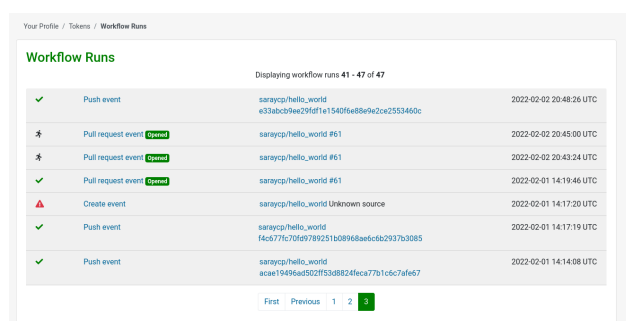 Your Profile / Tokens / Workflow Runs
Workflow Runs
Displaying workflow runs 41 - 47 of 47
Push event saraycp/hello_world 2022-02-02 20:48:26 UTC
e33abcb9ee29fdf1e1540f6e88e9e2ce2553460c
Pull request event Opened saraycp/hello_world #61 2022-02-02 20:45:00 UTC
Pull request event Opened saraycp/hello_world #61 2022-02-02 20:43:24 UTC
Pull request event Opened saraycp/hello_world #61 2022-02-01 14:19:46 UTC
Create event saraycp/hello_world Unknown source 2022-02-01 14:17:20 UTC
Push event saraycp/hello_world 2022-02-01 14:17:19 UTC
f4c677fc70fd9789251b08968ae6c6b2937b3085
Push event saraycp/hello_world 2022-02-01 14:14:08 UTC
acae19496ad502ff53d8824feca77b1c6c7afe67
First Previous 1 2 3